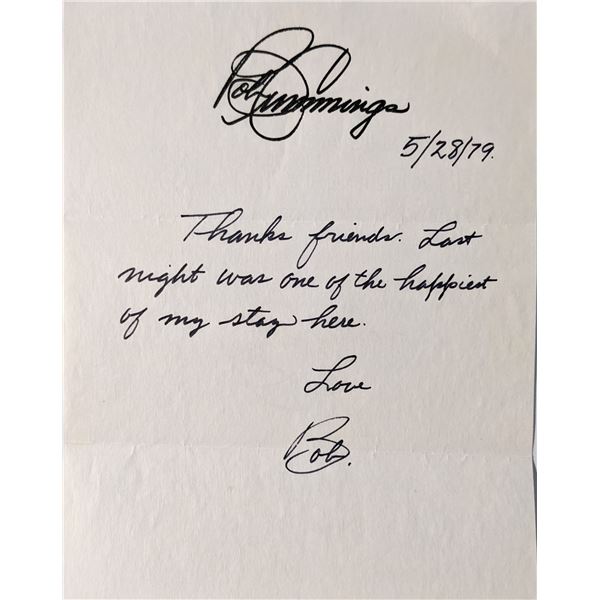 Bob Cummings
5/28/79.
Thanks friends. Last
night was one of the happiest
of my stay here.
Love
Bob.